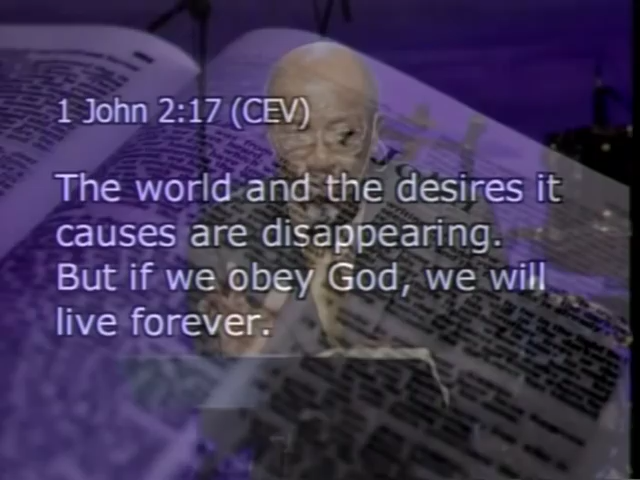 1 John 2:17 (CEV)
The world and the desires it
causes are disappearing.
But if we obey God, we will
live forever.